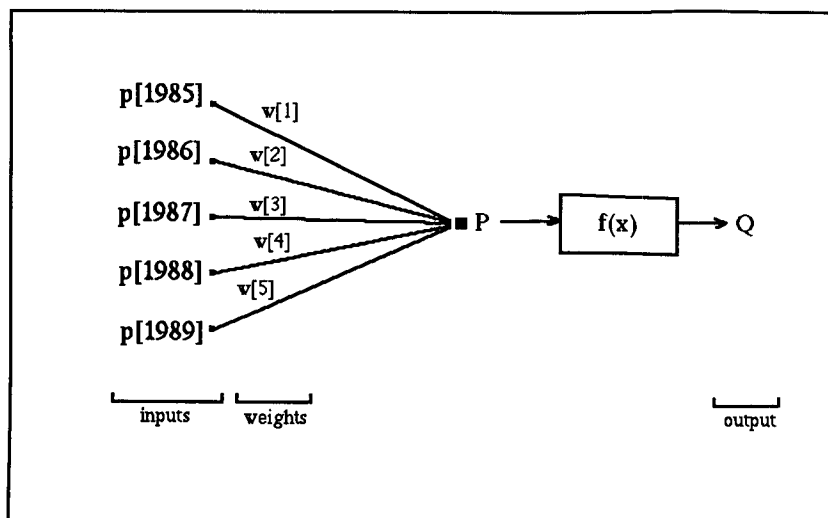 p[1985]
w[1]
p[1986]
w[2]
p[1987]
w[3]
P
f(x)
Q
w[4]
p[1988]
w[5]
p[1989]
inputs
weights
output